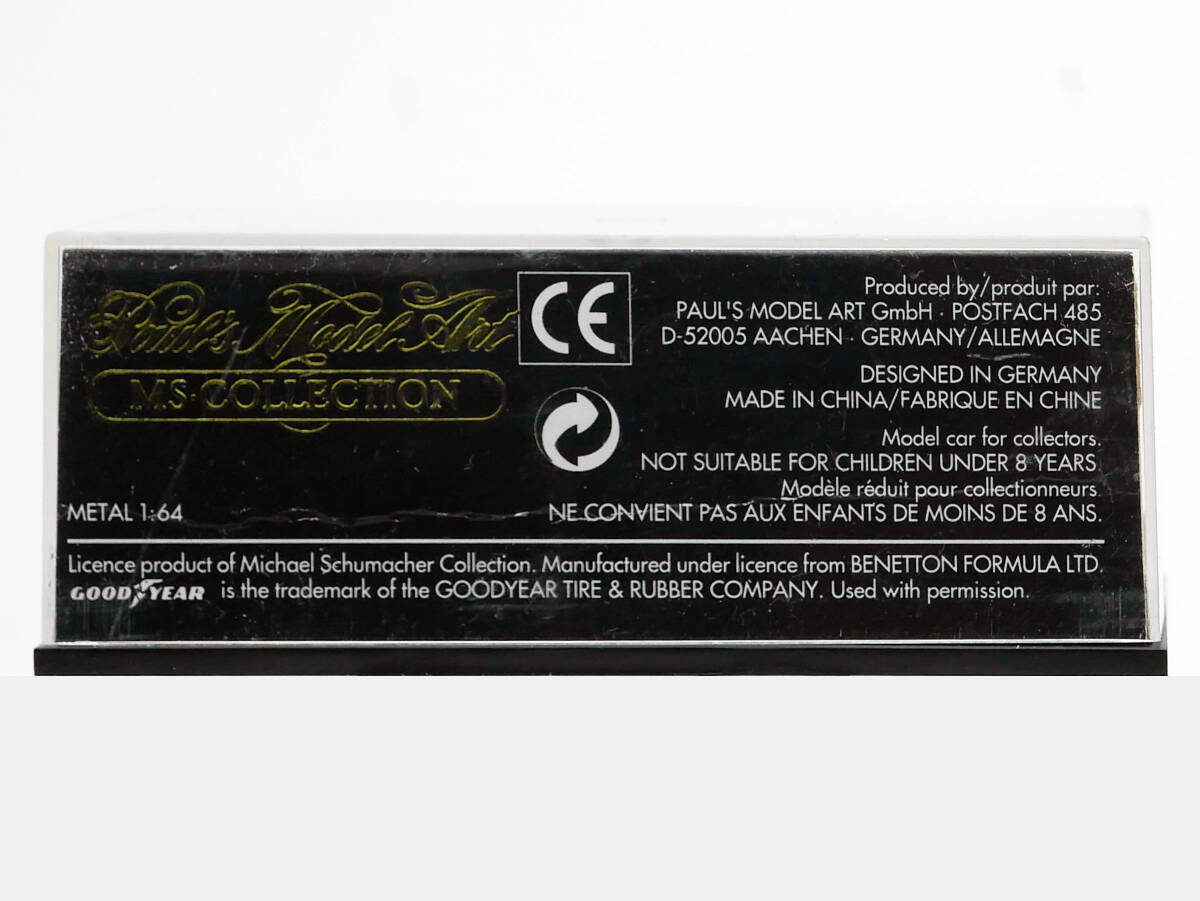 Paul's Model Art
MS·COLLECTION
METAL 1:64
CE
Produced by/produit par:
PAUL'S MODEL ART GmbH · POSTFACH 485
D-52005 AACHEN · GERMANY/ALLEMAGNE
DESIGNED IN GERMANY
MADE IN CHINA/FABRIQUE EN CHINE
Model car for collectors.
NOT SUITABLE FOR CHILDREN UNDER 8 YEARS
Modèle réduit pour collectionneurs
NE CONVIENT PAS AUX ENFANTS DE MOINS DE 8 ANS.
Licence product of Michael Schumacher Collection. Manufactured under licence from BENETTON FORMULA LTD.
GOODYEAR is the trademark of the GOODYEAR TIRE & RUBBER COMPANY. Used with permission.